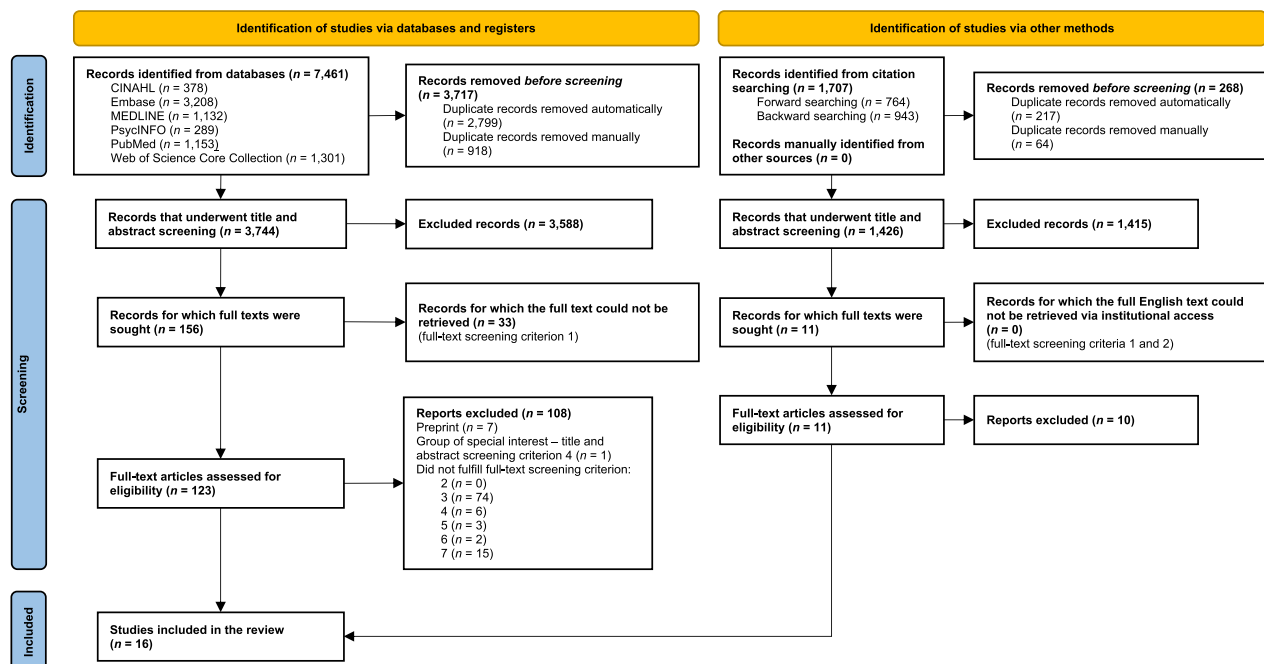 Identification of studies via databases and registers
Identification of studies via other methods
Identification
Records identified from databases (n = 7,461)
CINAHL (n = 378)
Embase (n = 3,208)
MEDLINE (n = 1,132)
PsycINFO (n = 289)
PubMed (n = 1,153)
Web of Science Core Collection (n = 1,301)
Records removed before screening
(n = 3,717)
Duplicate records removed automatically
(n = 2,799)
Duplicate records removed manually
(n = 918)
Records identified from citation
searching (n = 1,707)
Forward searching (n = 764)
Backward searching (n = 943)
Records manually identified from
other sources (n = 0)
Records removed before screening (n = 268)
Duplicate records removed automatically
(n = 217)
Duplicate records removed manually
(n = 64)
Screening
Records that underwent title and
abstract screening (n = 3,744)
Excluded records (n = 3,588)
Records that underwent title and
abstract screening (n = 1,426)
Excluded records (n = 1,415)
Records for which full texts were
sought (n = 156)
Records for which the full text could not be
retrieved (n = 33)
(full-text screening criterion 1)
Records for which full texts were
sought (n = 11)
Records for which the full English text could
not be retrieved via institutional access
(n = 0)
(full-text screening criteria 1 and 2)
Full-text articles assessed for
eligibility (n = 123)
Reports excluded (n = 108)
Preprint (n = 7)
Group of special interest – title and
abstract screening criterion 4 (n = 1)
Did not fulfill full-text screening criterion:
2 (n = 0)
3 (n = 74)
4 (n = 6)
5 (n = 3)
6 (n = 2)
7 (n = 15)
Full-text articles assessed for
eligibility (n = 11)
Reports excluded (n = 10)
Included
Studies included in the review
(n = 16)